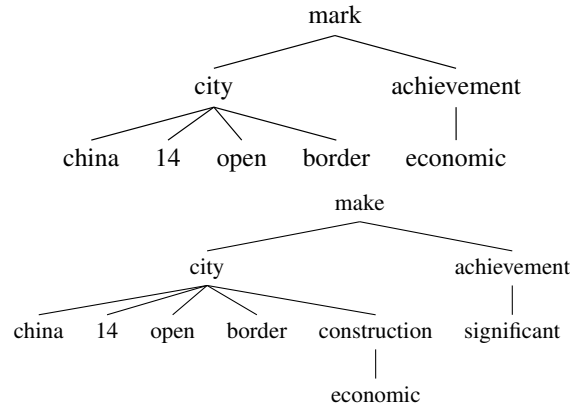 mark
city achievement
china 14 open border economic
make
city achievement
china 14 open border construction significant
economic